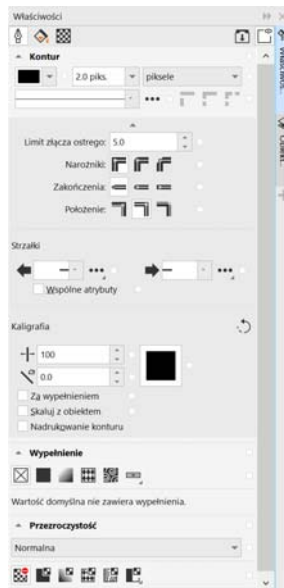 Właściwości
Kontur
2.0 piks. piksele
Limit złącza ostrego: 5.0
Narożniki:
Zakończenia:
Położenie:
Strzałki
Wspólne atrybuty
Kaligrafia
100
0.0
Za wypełnieniem
Skaluj z obiektem
Nadrukowanie konturu
Wypełnienie
Wartość domyślna nie zawiera wypełnienia.
Przezroczystość
Normalna